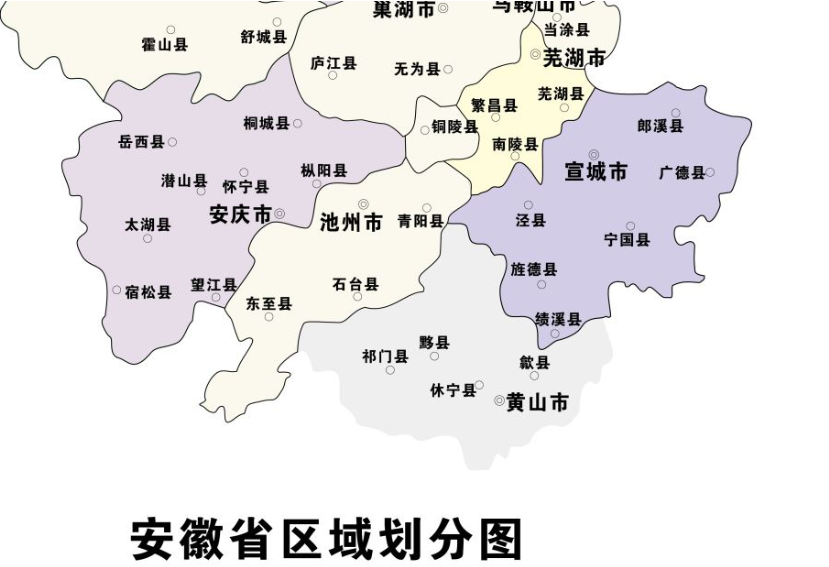 巢湖市
马鞍山市
当涂县
霍山县
舒城县
芜湖市
庐江县
无为县
芜湖县
繁昌县
桐城县
铜陵县
郎溪县
岳西县
南陵县
宣城市
广德县
枞阳县
潜山县
怀宁县
安庆市
池州市
青阳县
泾县
太湖县
宁国县
旌德县
望江县
石台县
宿松县
东至县
绩溪县
黟县
祁门县
歙县
休宁县
黄山市
安徽省区域划分图